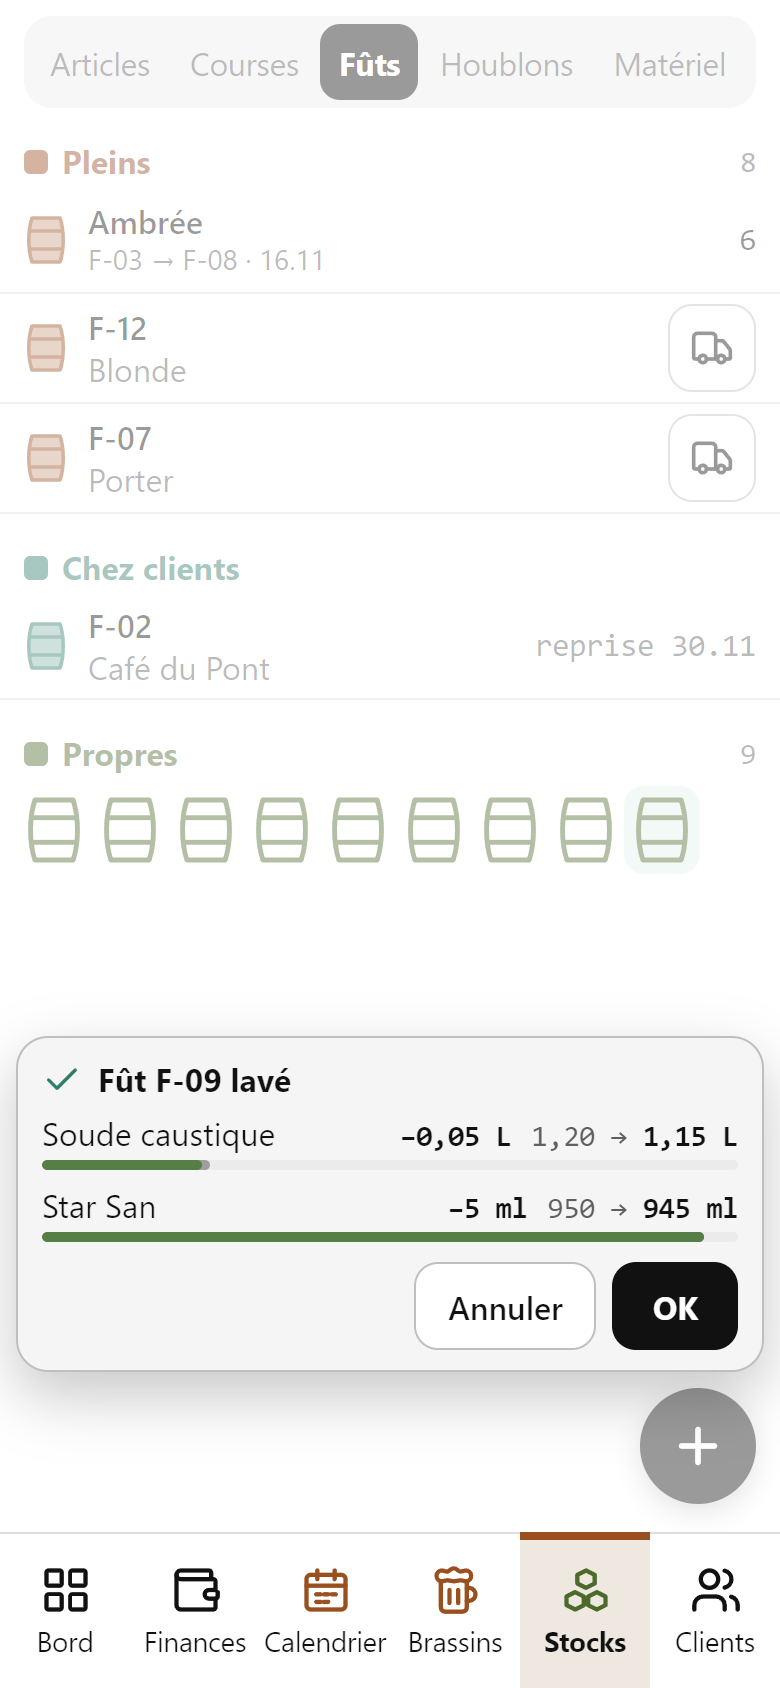 Articles Courses Fûts Houblons Matériel
Pleins 8
Ambrée 6
F-03 → F-08 · 16.11
F-12
Blonde
F-07
Porter
Chez clients
F-02
Café du Pont
reprise 30.11
Propres 9
Fût F-09 lavé
Soude caustique −0,05 L 1,20 → 1,15 L
Star San −5 ml 950 → 945 ml
Annuler OK
Bord Finances Calendrier Brassins Stocks Clients